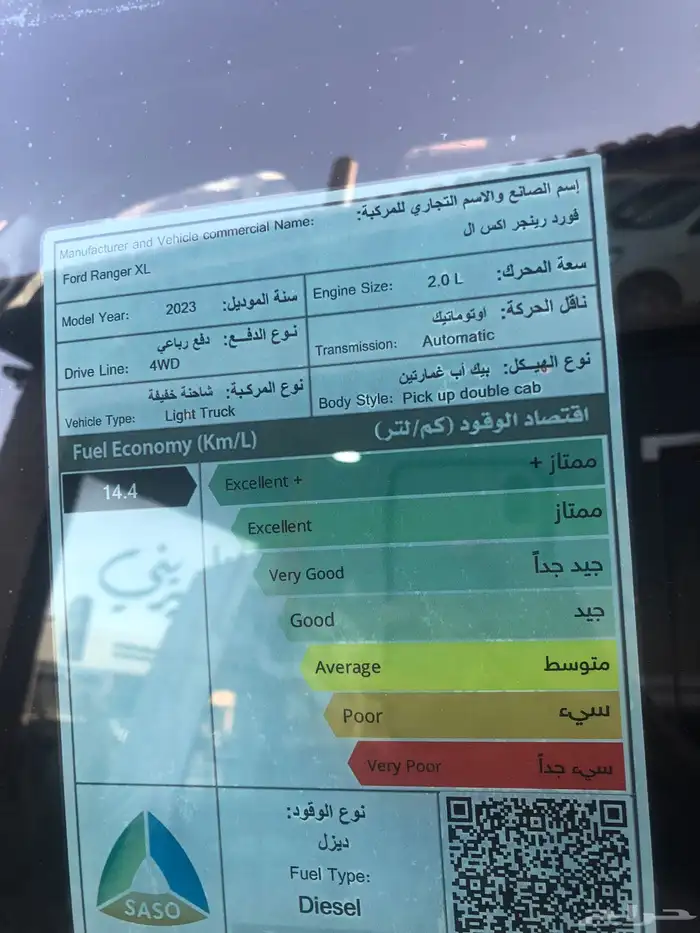 إسم الصانع والاسم التجاري للمركبة:
Manufacturer and Vehicle commercial Name:
فورد رينجر اكس ال
Ford Ranger XL
Model Year: 2023 سنة الموديل:
Engine Size: 2.0 L سعة المحرك:
نوع الدفع: دفع رباعي
Drive Line: 4WD
ناقل الحركة: اوتوماتيك
Transmission: Automatic
نوع المركبة: شاحنة خفيفة
Vehicle Type: Light Truck
نوع الهيكل: بيك أب غمارتين
Body Style: Pick up double cab
Fuel Economy (Km/L) اقتصاد الوقود (كم/لتر)
14.4
Excellent + ممتاز +
Excellent ممتاز
Very Good جيد جداً
Good جيد
Average متوسط
Poor سيء
Very Poor سيء جداً
نوع الوقود:
ديزل
Fuel Type:
Diesel
SASO
حراج